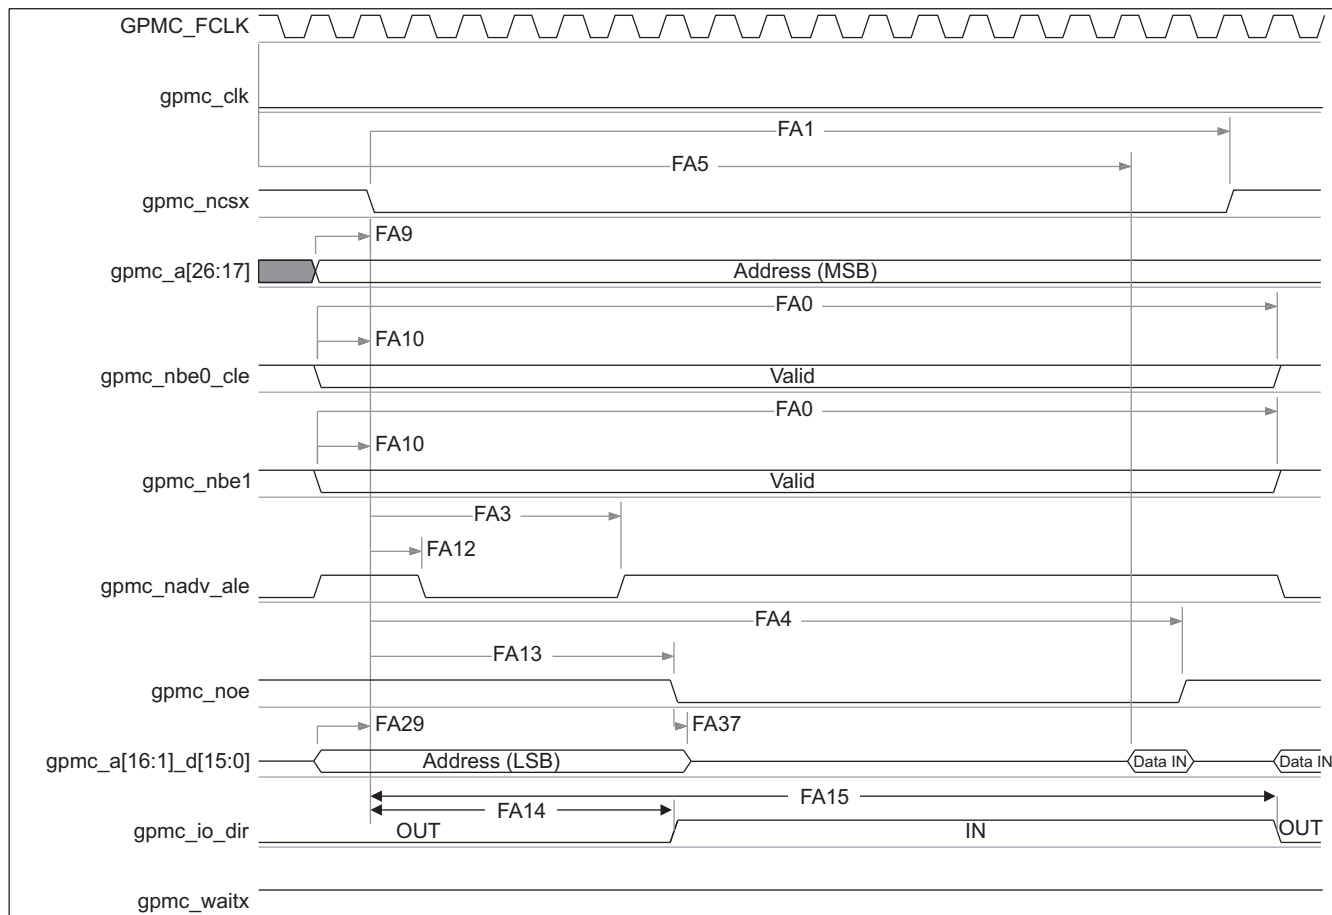 GPMC_FCLK
gpmc_clk
FA1
FA5
gpmc_ncsx
FA9
gpmc_a[26:17]
Address (MSB)
FA0
FA10
gpmc_nbe0_cle
Valid
FA0
FA10
gpmc_nbe1
Valid
FA3
FA12
gpmc_nadv_ale
FA4
FA13
gpmc_noe
FA29
FA37
gpmc_a[16:1]_d[15:0]
Address (LSB)
Data IN
Data IN
FA15
FA14
gpmc_io_dir
OUT
IN
OUT
gpmc_waitx